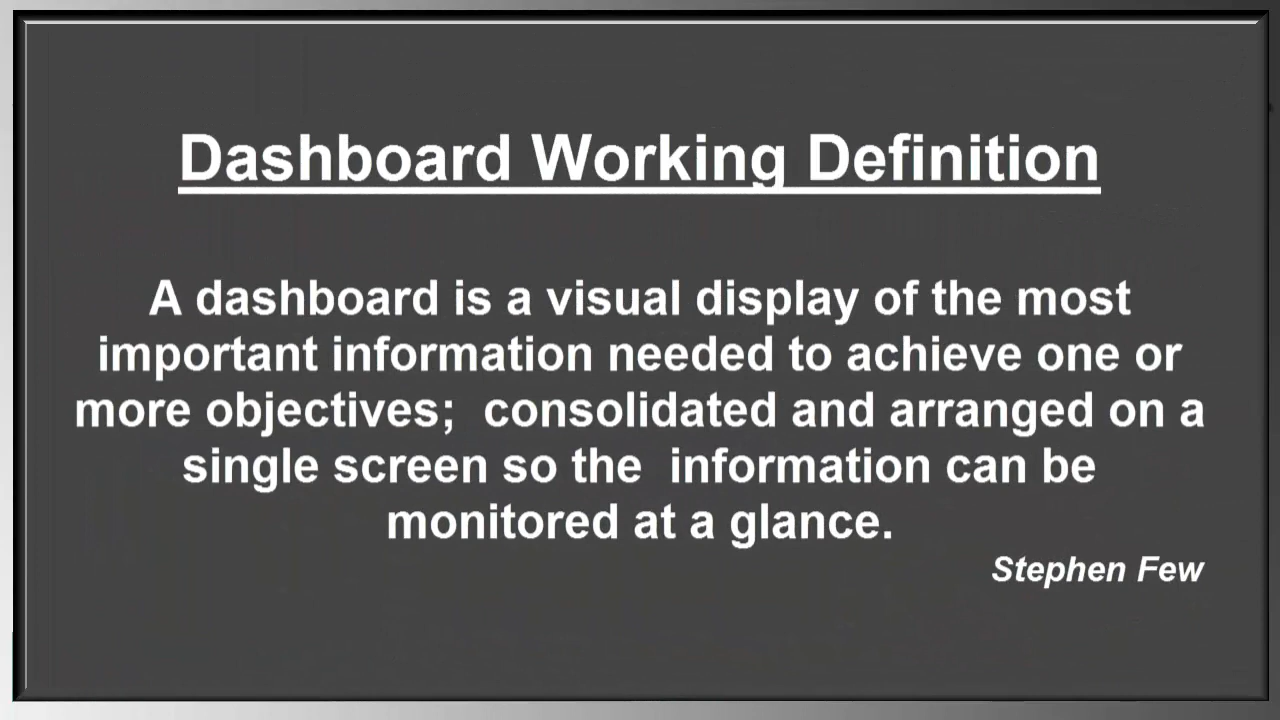 Dashboard Working Definition
A dashboard is a visual display of the most
important information needed to achieve one or
more objectives;  consolidated and arranged on a
single screen so the  information can be
monitored at a glance.
Stephen Few